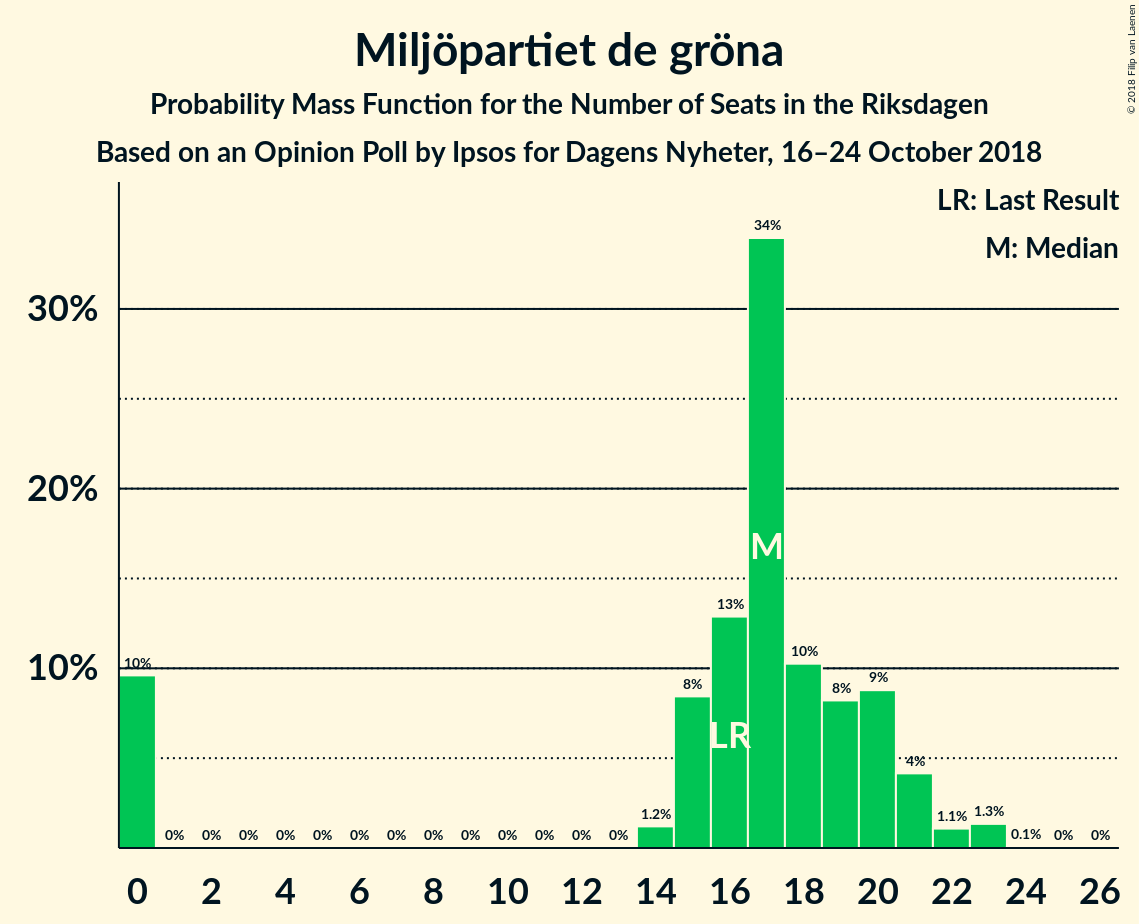 Miljöpartiet de gröna
Probability Mass Function for the Number of Seats in the Riksdagen
Based on an Opinion Poll by Ipsos for Dagens Nyheter, 16–24 October 2018
© 2018 Filip van Laenen
LR: Last Result
M: Median
34%
30%
20%
M
13%
10%
10%
10%
8%
8%
9%
LR
4%
0% 0% 0% 0% 0% 0% 0% 0% 0% 0% 0% 0% 0% 1.2% 1.1% 1.3% 0.1% 0% 0%
0 2 4 6 8 10 12 14 16 18 20 22 24 26